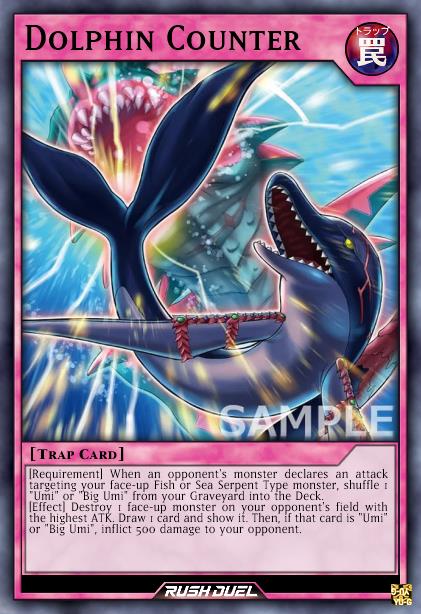 DOLPHIN COUNTER
トラップ
罠
SAMPLE
[TRAP CARD]
[Requirement] When an opponent's monster declares an attack
targeting your face-up Fish or Sea Serpent Type monster, shuffle 1
"Umi" or "Big Umi" from your Graveyard into the Deck.
[Effect] Destroy 1 face-up monster on your opponent's field with
the highest ATK. Draw 1 card and show it. Then, if that card is "Umi"
or "Big Umi", inflict 500 damage to your opponent.
RUSH DUEL